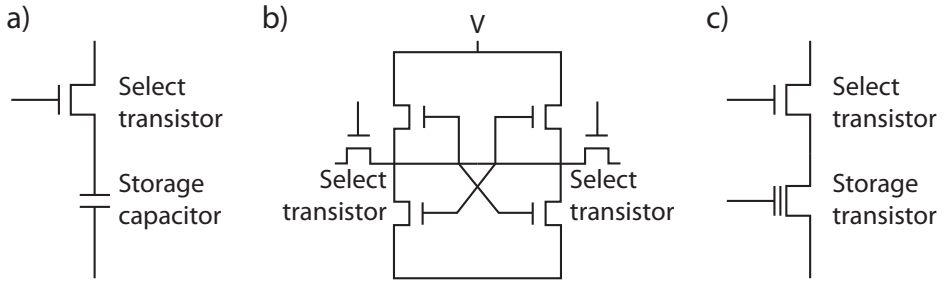 a)
Select
transistor
Storage
capacitor
b)
V
Select
transistor
Select
transistor
c)
Select
transistor
Storage
transistor